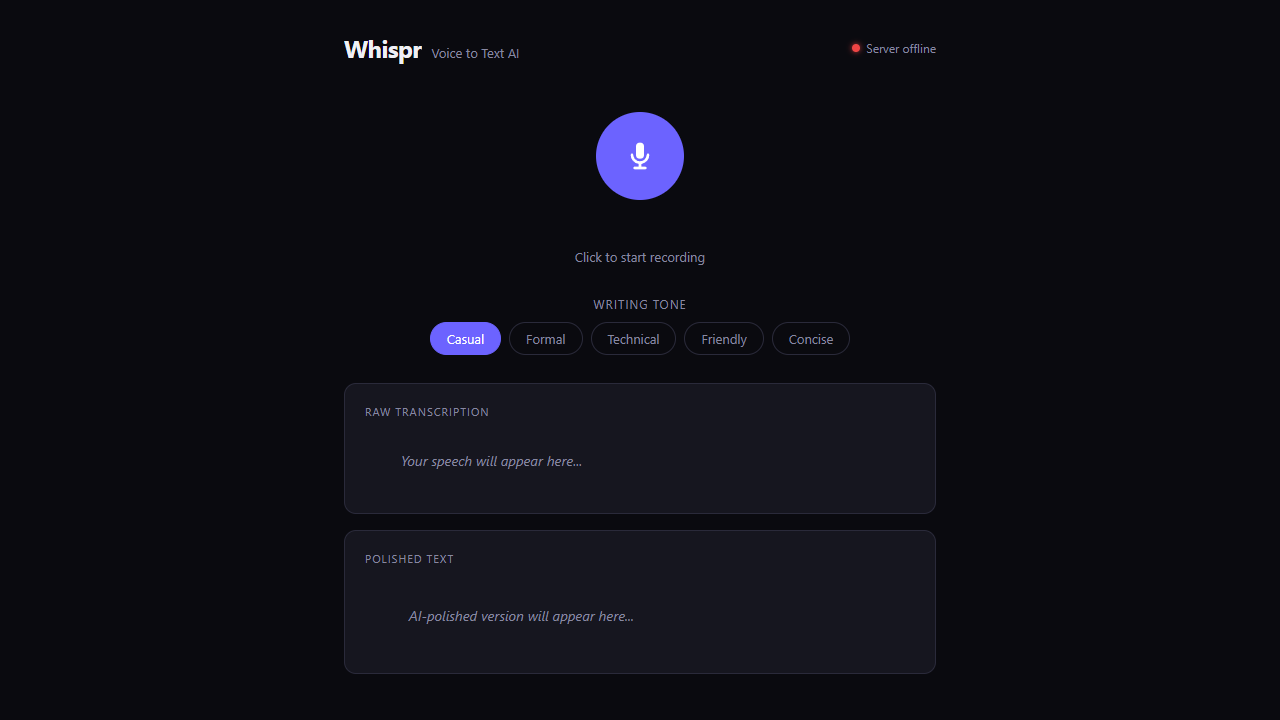 Whispr Voice to Text AI
Server offline
Click to start recording
WRITING TONE
Casual Formal Technical Friendly Concise
RAW TRANSCRIPTION
Your speech will appear here...
POLISHED TEXT
AI-polished version will appear here...